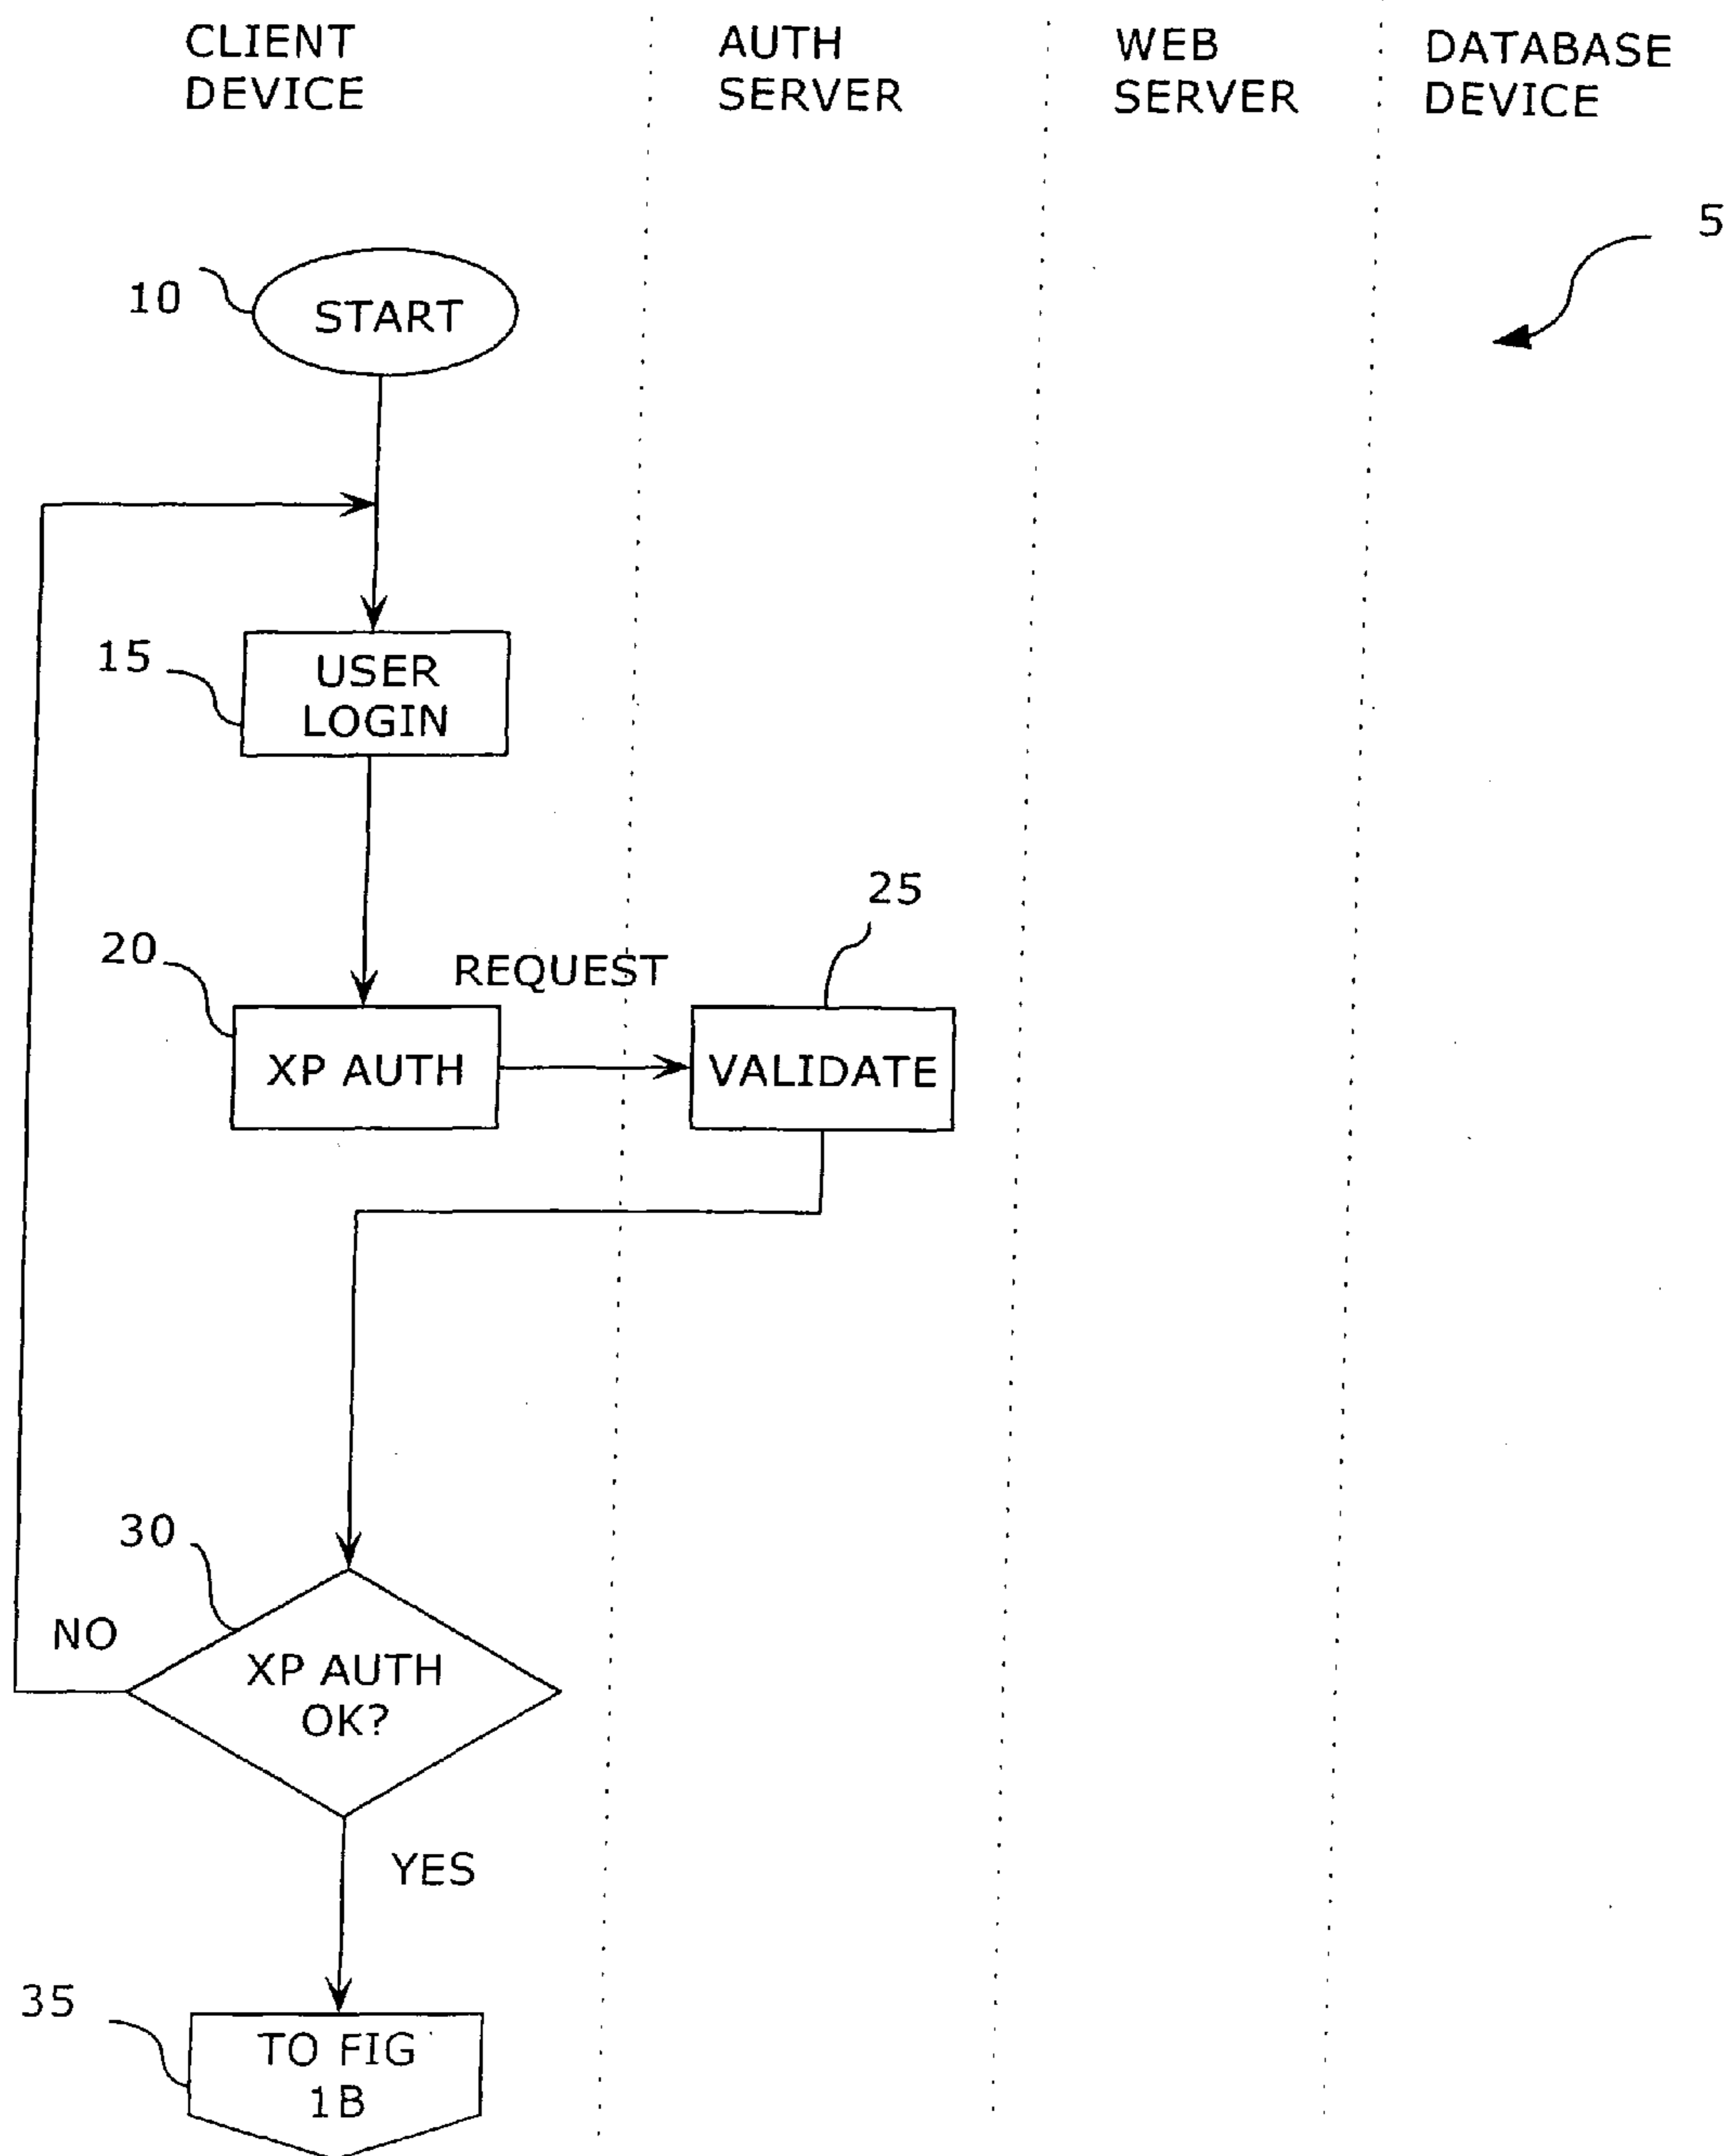 CLIENT
DEVICE
AUTH
SERVER
WEB
SERVER
DATABASE
DEVICE
5
10
START
15
USER
LOGIN
25
20
REQUEST
XP AUTH
VALIDATE
30
NO
XP AUTH
OK?
YES
35
TO FIG
1B